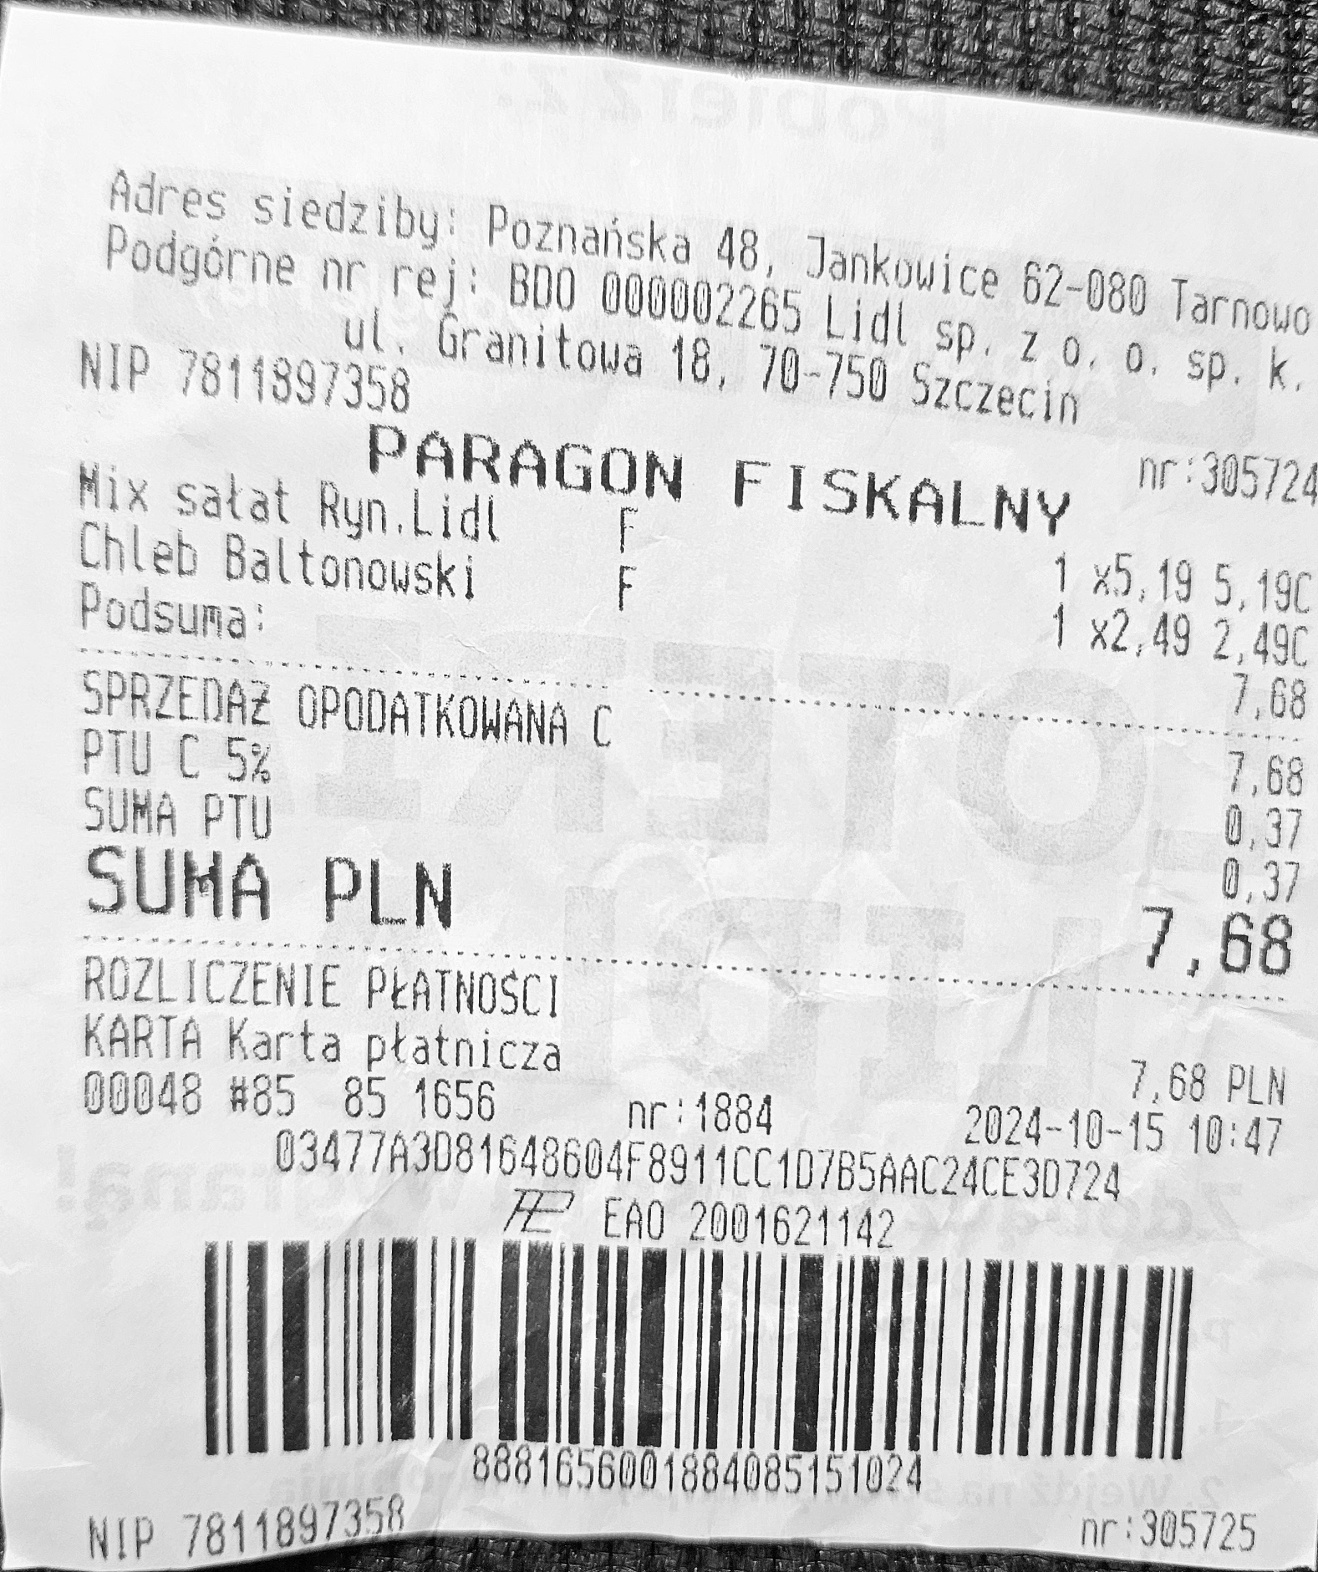 Adres siedziby: Poznańska 48, Jankowice 62-080 Tarnowo
Podgórne nr rej: BDO 000002265 Lidl sp. z o. o. sp. k.
ul. Granitowa 18, 70-750 Szczecin
NIP 7811897358
nr:305724
PARAGON FISKALNY
Mix sałat Ryn.Lidl F 1 x5,19 5,19C
Chleb Baltonowski F 1 x2,49 2,49C
Podsuma: 7,68
SPRZEDAŻ OPODATKOWANA C 7,68
PTU C 5% 0,37
SUMA PTU 0,37
SUMA PLN 7,68
ROZLICZENIE PŁATNOŚCI
KARTA Karta płatnicza 7,68 PLN
00048 #85 85 1656 nr:1884 2024-10-15 10:47
03477A3D81648604F8911CC1D7B5AAC24CE3D724
EAO 2001621142
8881656001884085151024
NIP 7811897358 nr:305725